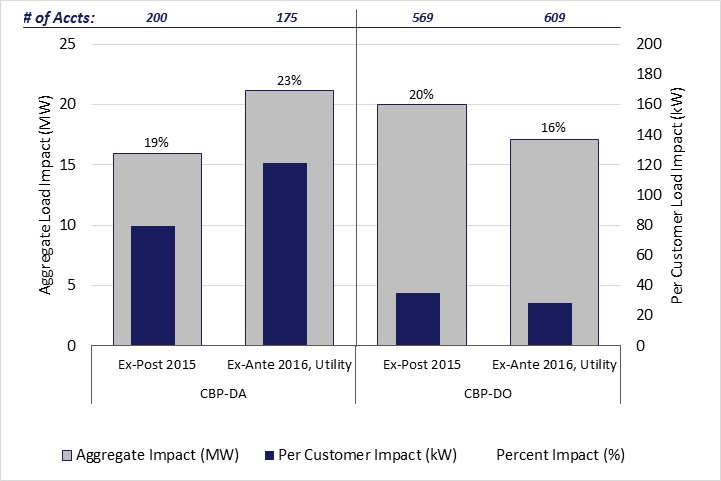 # of Accts: 200 175 569 609
25 200
180
20 160
140
15 120
100
10 80
60
5 40
20
0 0
Aggregate Load Impact (MW)
Per Customer Load Impact (kW)
19% 23% 20% 16%
Ex-Post 2015 Ex-Ante 2016, Utility Ex-Post 2015 Ex-Ante 2016, Utility
CBP-DA CBP-DO
Aggregate Impact (MW) Per Customer Impact (kW) Percent Impact (%)